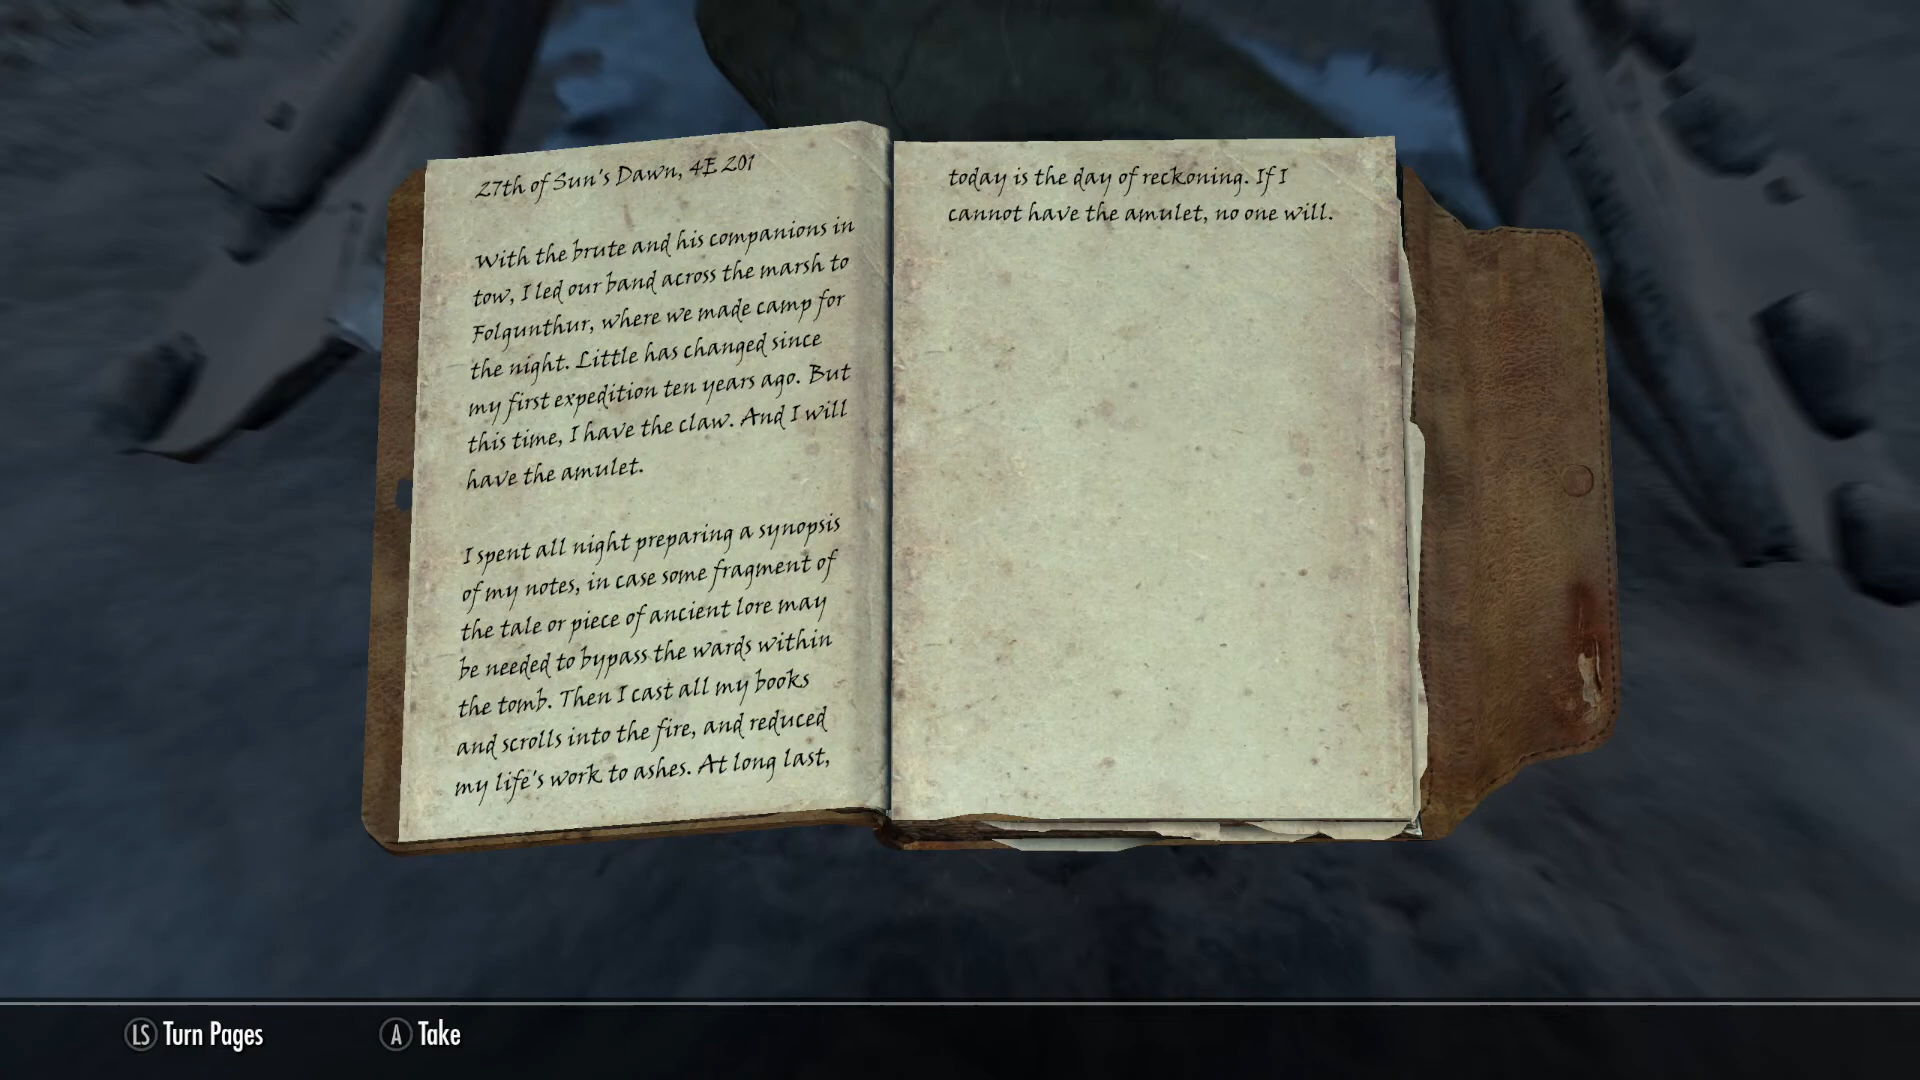 27th of Sun's Dawn, 4E 201
With the brute and his companions in
tow, I led our band across the marsh to
Folgunthur, where we made camp for
the night. Little has changed since
my first expedition ten years ago. But
this time, I have the claw. And I will
have the amulet.
I spent all night preparing a synopsis
of my notes, in case some fragment of
the tale or piece of ancient lore may
be needed to bypass the wards within
the tomb. Then I cast all my books
and scrolls into the fire, and reduced
my life's work to ashes. At long last,
today is the day of reckoning. If I
cannot have the amulet, no one will.
LS Turn Pages
A Take